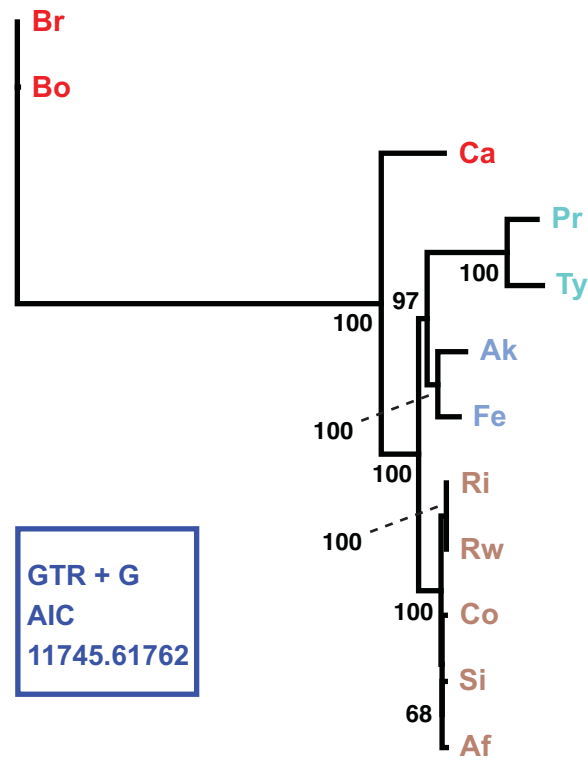 Br
Bo
Ca
Pr
100
Ty
97
100
Ak
Fe
100
100
Ri
100
Rw
GTR + G
AIC
11745.61762
100
Co
Si
68
Af